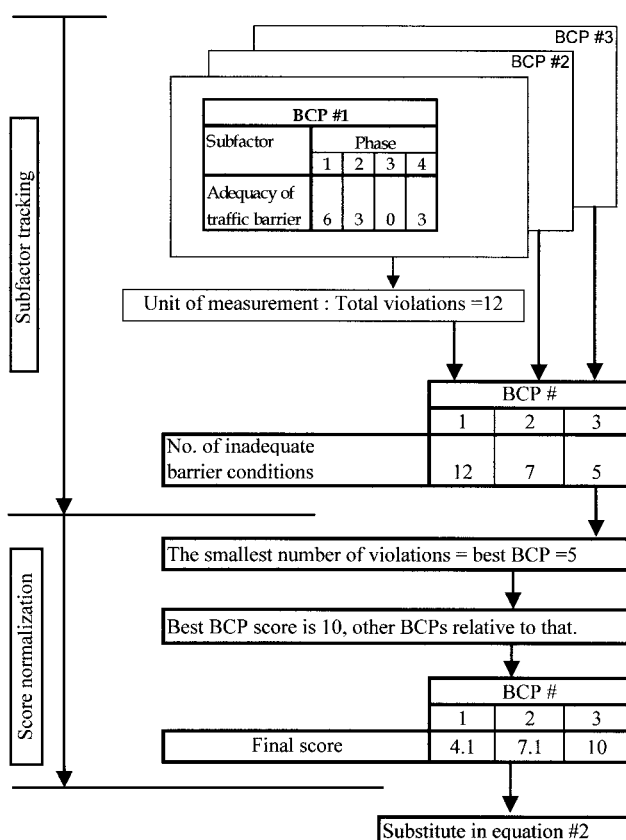 BCP #3
BCP #2
BCP #1
Subfactor
Phase
1 2 3 4
Adequacy of
traffic barrier 6 3 0 3
Subfactor tracking
Unit of measurement : Total violations =12
BCP #
1 2 3
No. of inadequate
barrier conditions 12 7 5
The smallest number of violations = best BCP =5
Score normalization
Best BCP score is 10, other BCPs relative to that.
BCP #
1 2 3
Final score 4.1 7.1 10
Substitute in equation #2